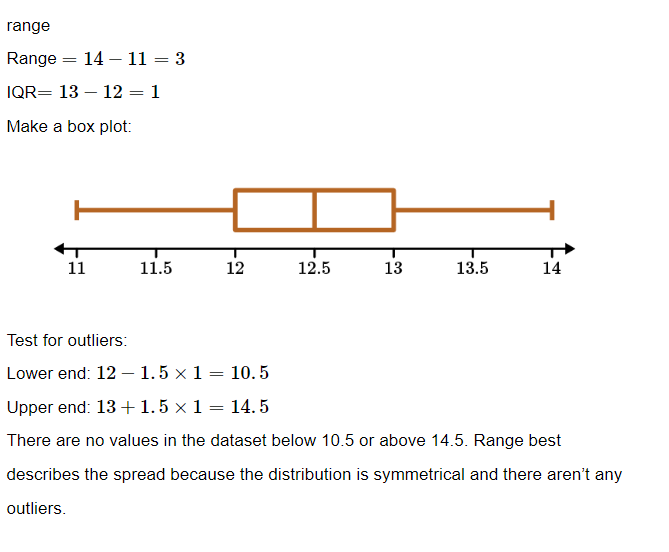 range
Range = 14 − 11 = 3
IQR= 13 − 12 = 1
Make a box plot:
11 11.5 12 12.5 13 13.5 14
Test for outliers:
Lower end: 12 − 1.5 × 1 = 10.5
Upper end: 13 + 1.5 × 1 = 14.5
There are no values in the dataset below 10.5 or above 14.5. Range best
describes the spread because the distribution is symmetrical and there aren’t any
outliers.